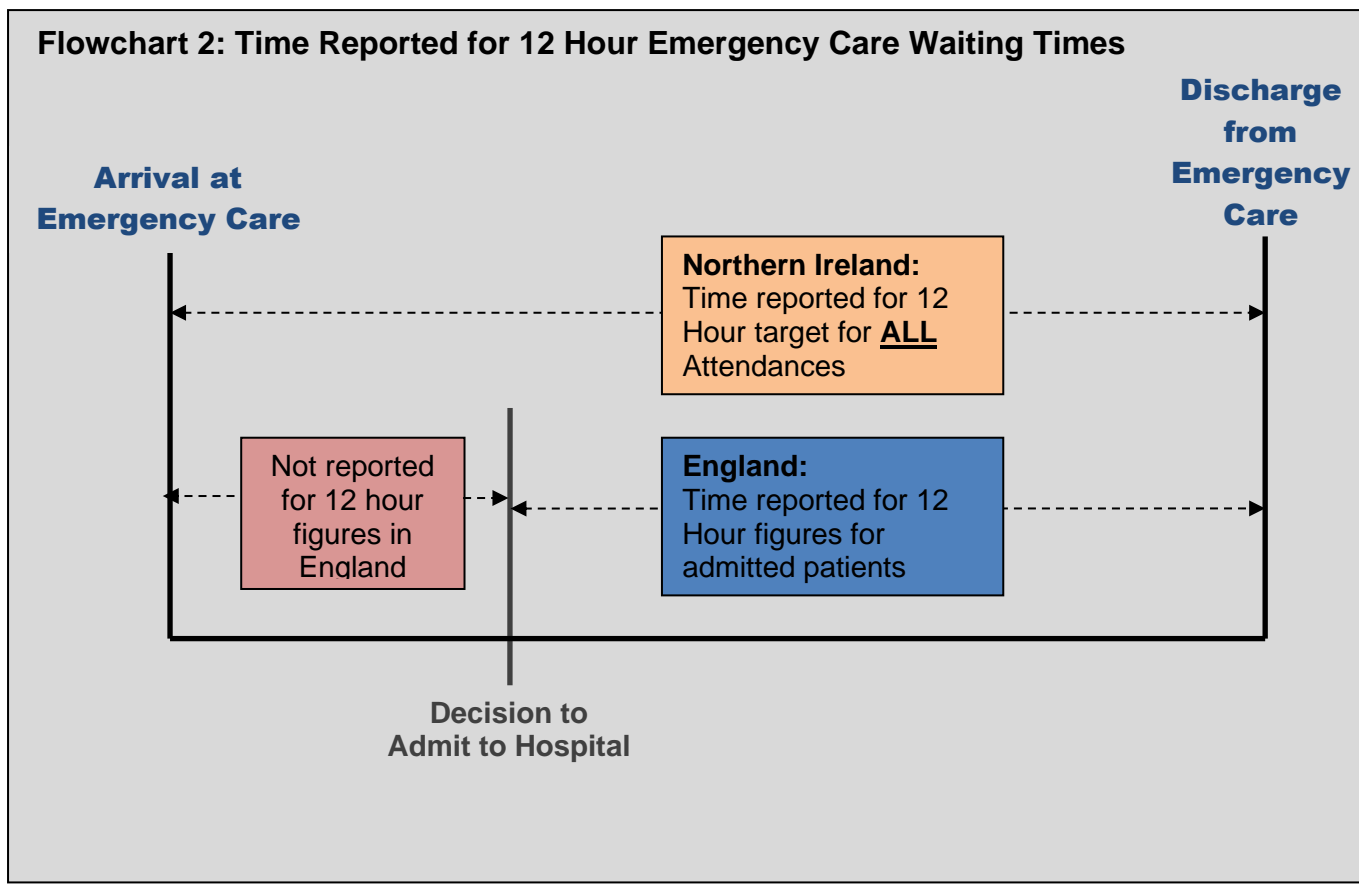 Flowchart 2: Time Reported for 12 Hour Emergency Care Waiting Times
Discharge
from
Emergency
Care
Arrival at
Emergency Care
Northern Ireland:
Time reported for 12
Hour target for ALL
Attendances
Not reported
for 12 hour
figures in
England
England:
Time reported for 12
Hour figures for
admitted patients
Decision to
Admit to Hospital